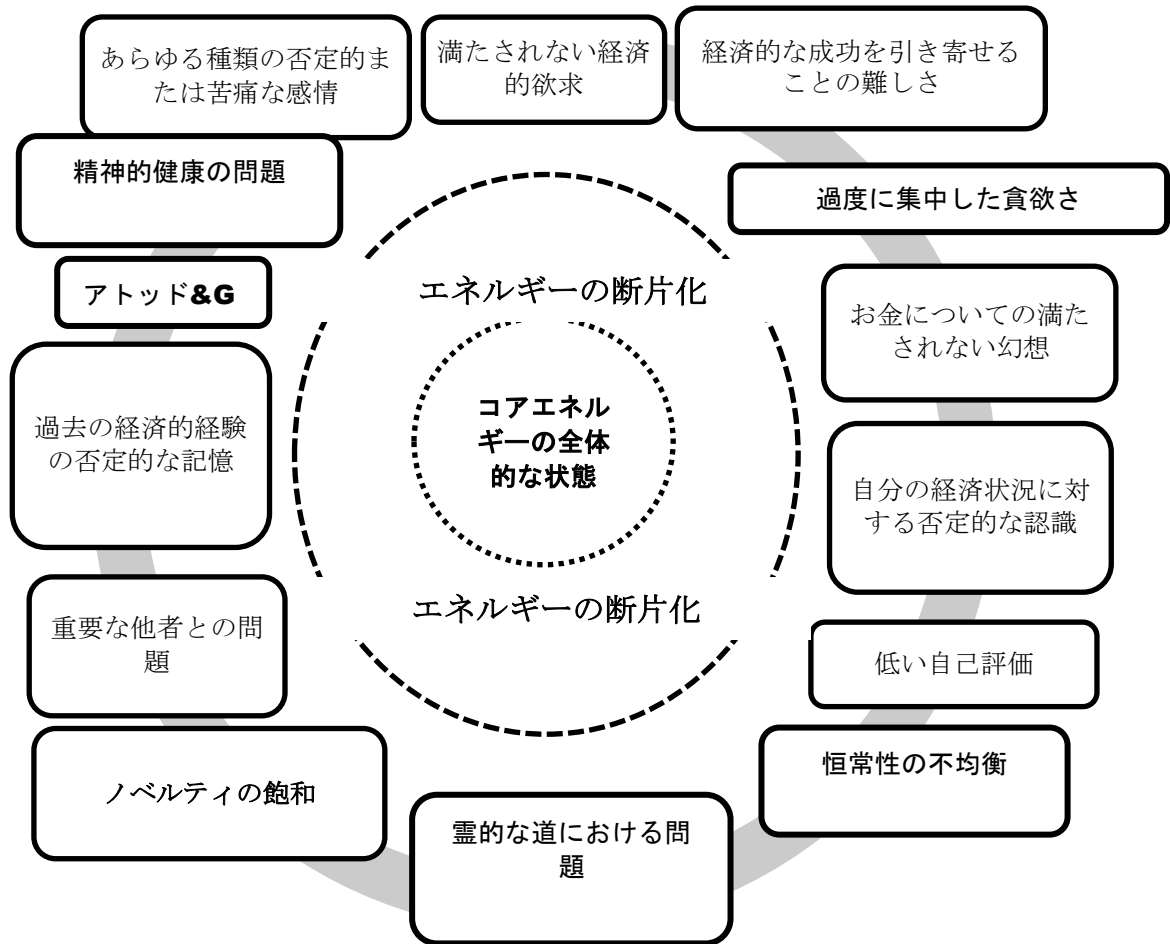 あらゆる種類の否定的ま
たは苦痛な感情
満たされない経済
的欲求
経済的な成功を引き寄せる
ことの難しさ
精神的健康の問題
過度に集中した貪欲さ
アトッド&G
エネルギーの断片化
お金についての満た
されない幻想
過去の経済的経験
の否定的な記憶
コアエネル
ギーの全体
的な状態
自分の経済状況に対
する否定的な認識
エネルギーの断片化
重要な他者との問
題
低い自己評価
ノベルティの飽和
恒常性の不均衡
霊的な道における問
題